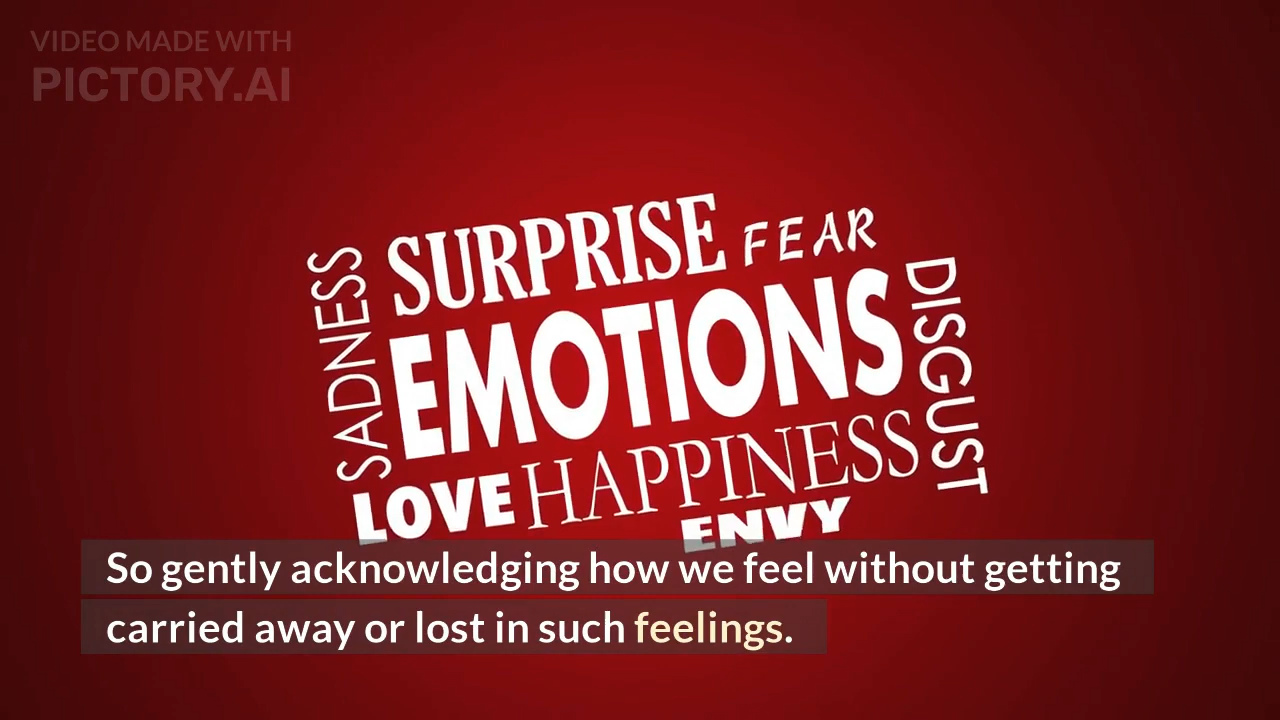 VIDEO MADE WITH
PICTORY.AI
SADNESS
SURPRISE
FEAR
EMOTIONS
DISGUST
LOVE
HAPPINESS
ENVY
So gently acknowledging how we feel without getting
carried away or lost in such feelings.